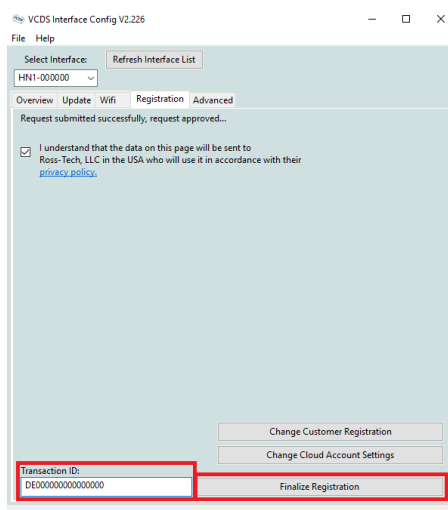 VCDS Interface Config V2.226
File Help
Select Interface: Refresh Interface List
HN1-000000
Overview Update Wifi Registration Advanced
Request submitted successfully, request approved...
I understand that the data on this page will be sent to
Ross-Tech, LLC in the USA who will use it in accordance with their
privacy policy.
Change Customer Registration
Change Cloud Account Settings
Transaction ID:
DE000000000000000 Finalize Registration